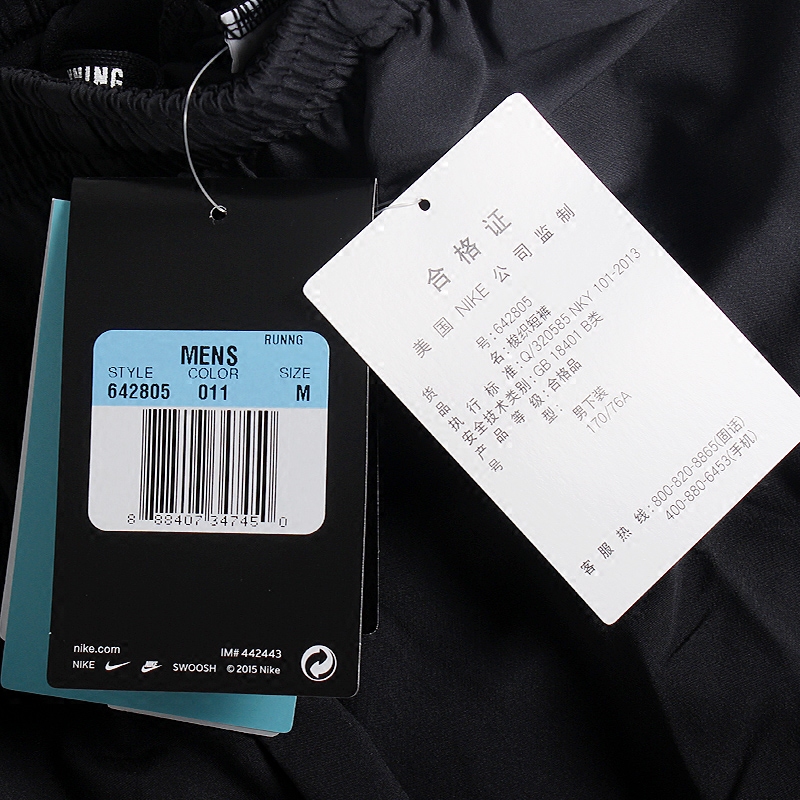 NING
RUNNG
MENS
STYLE COLOR SIZE
642805 011 M
8 88407 34745 0
nike.com IM# 442443
NIKE SWOOSH © 2015 Nike
合格证
美国 NIKE 公司监制
货号:642805
品名:梭织短裤
执行标准:Q/320585 NKY 101-2013
安全技术类别:GB 18401 B类
产品等级:合格品
型:男下装
号 170/76A
客服热线:800-820-8865(固话)
400-880-6453(手机)